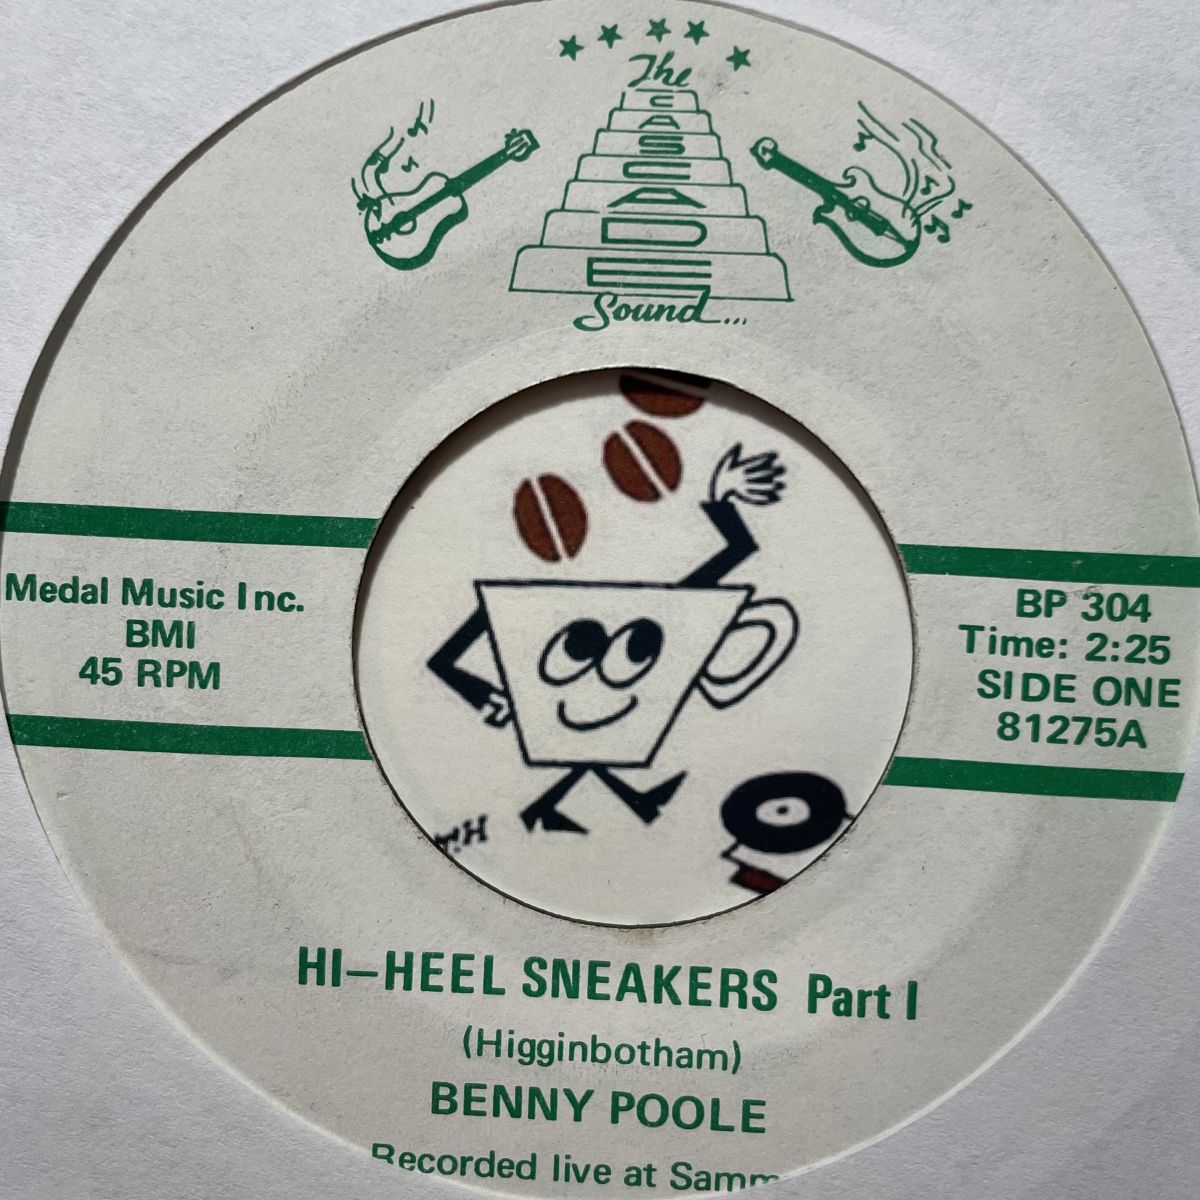 The
CASCADE
Sound...
Medal Music Inc.
BMI
45 RPM
BP 304
Time: 2:25
SIDE ONE
81275A
HI-HEEL SNEAKERS Part I
(Higginbotham)
BENNY POOLE
Recorded live at